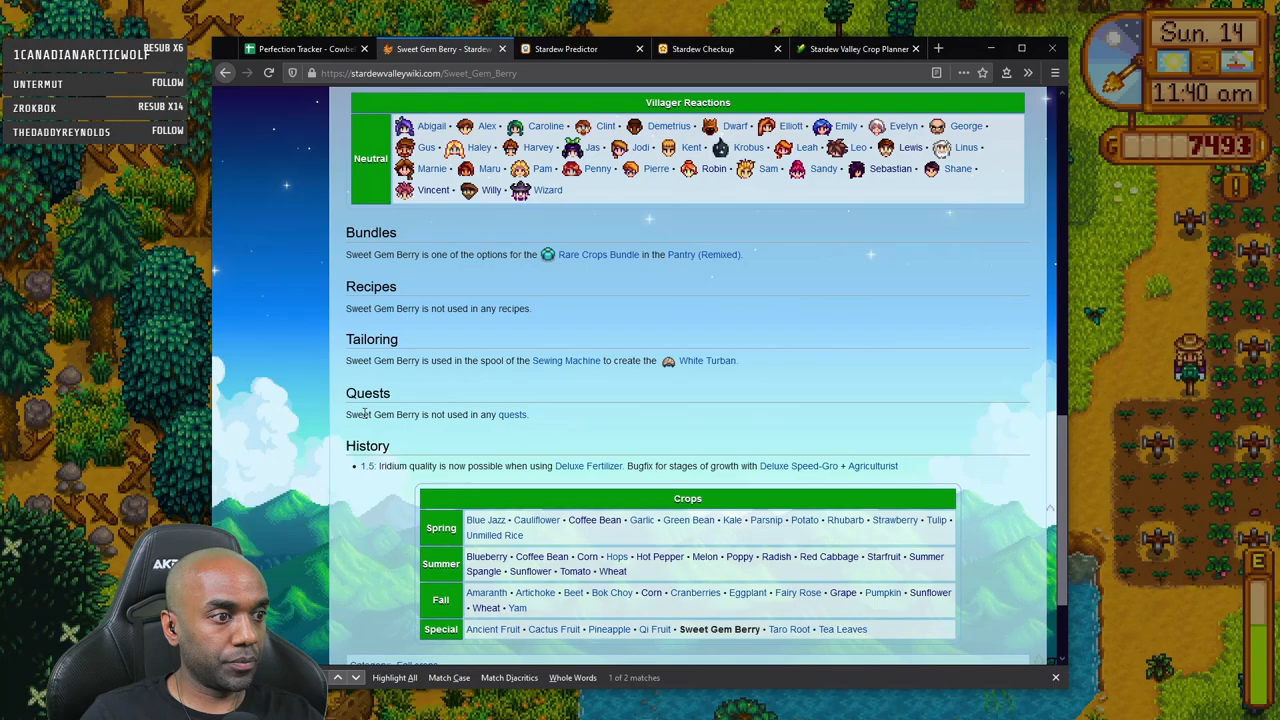 1CANADIANARCTICWOLF RESUB X6
UNTERMUT FOLLOW
ZROKBOK RESUB X14
THEDADDYREYNOLDS FOLLOW
Perfection Tracker - Cowbe
Sweet Gem Berry - Stardew
Stardew Predictor
Stardew Checkup
Stardew Valley Crop Planner
https://stardewvalleywiki.com/Sweet_Gem_Berry
Sun. 14
11:40 am
7493
Villager Reactions
Neutral
Abigail • Alex • Caroline • Clint • Demetrius • Dwarf • Elliott • Emily • Evelyn • George •
Gus • Haley • Harvey • Jas • Jodi • Kent • Krobus • Leah • Leo • Lewis • Linus •
Marnie • Maru • Pam • Penny • Pierre • Robin • Sam • Sandy • Sebastian • Shane •
Vincent • Willy • Wizard
Bundles
Sweet Gem Berry is one of the options for the Rare Crops Bundle in the Pantry (Remixed).
Recipes
Sweet Gem Berry is not used in any recipes.
Tailoring
Sweet Gem Berry is used in the spool of the Sewing Machine to create the White Turban.
Quests
Sweet Gem Berry is not used in any quests.
History
• 1.5: Iridium quality is now possible when using Deluxe Fertilizer. Bugfix for stages of growth with Deluxe Speed-Gro + Agriculturist
Crops
Spring
Blue Jazz • Cauliflower • Coffee Bean • Garlic • Green Bean • Kale • Parsnip • Potato • Rhubarb • Strawberry • Tulip •
Unmilled Rice
Summer
Blueberry • Coffee Bean • Corn • Hops • Hot Pepper • Melon • Poppy • Radish • Red Cabbage • Starfruit • Summer
Spangle • Sunflower • Tomato • Wheat
Fall
Amaranth • Artichoke • Beet • Bok Choy • Corn • Cranberries • Eggplant • Fairy Rose • Grape • Pumpkin • Sunflower
• Wheat • Yam
Special
Ancient Fruit • Cactus Fruit • Pineapple • Qi Fruit • Sweet Gem Berry • Taro Root • Tea Leaves
Category: Fall crops
Highlight All Match Case Match Diacritics Whole Words 1 of 2 matches
AK
E